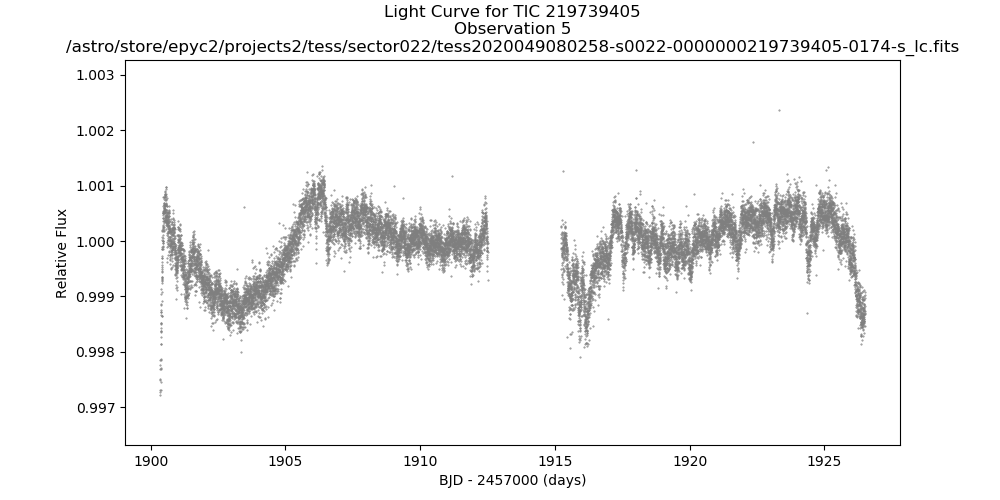 Light Curve for TIC 219739405
Observation 5
/astro/store/epyc2/projects2/tess/sector022/tess2020049080258-s0022-0000000219739405-0174-s_lc.fits
1.003
1.002
1.001
1.000
0.999
0.998
0.997
Relative Flux
1900 1905 1910 1915 1920 1925
BJD - 2457000 (days)